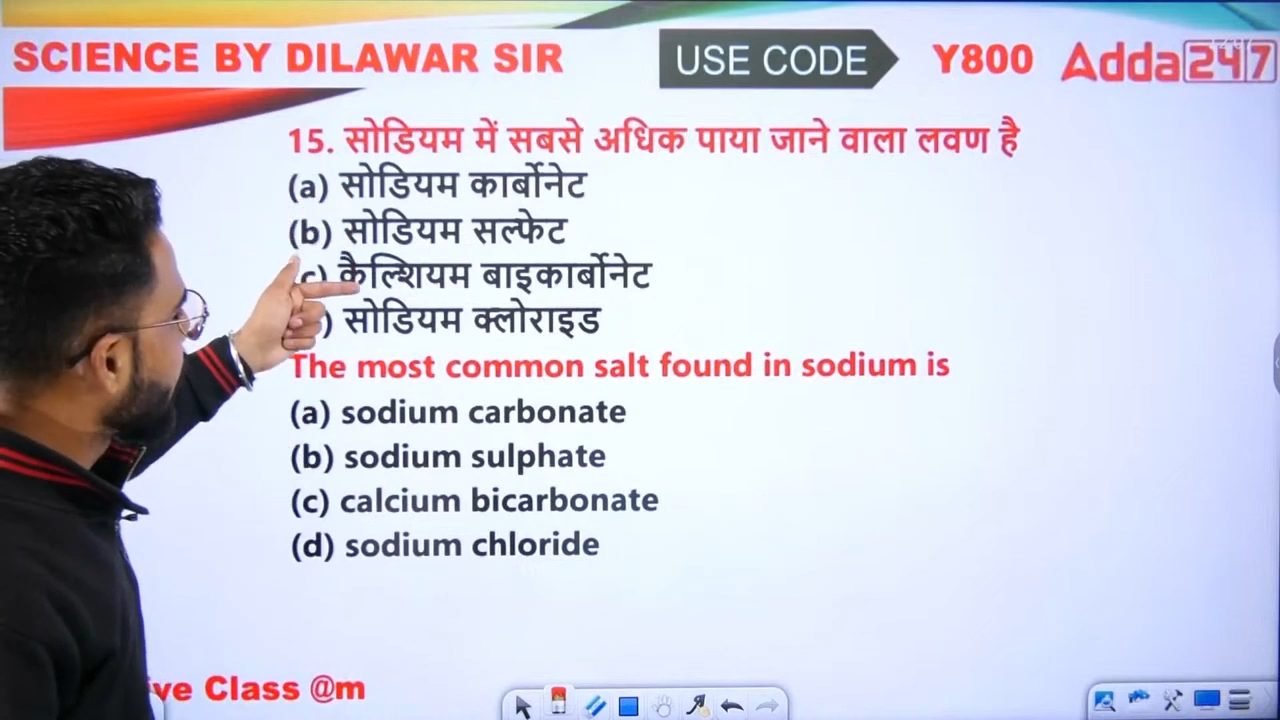 SCIENCE BY DILAWAR SIR
USE CODE
Y800
Adda247
15. सोडियम में सबसे अधिक पाया जाने वाला लवण है
(a) सोडियम कार्बोनेट
(b) सोडियम सल्फेट
c) कैल्शियम बाइकार्बोनेट
) सोडियम क्लोराइड
The most common salt found in sodium is
(a) sodium carbonate
(b) sodium sulphate
(c) calcium bicarbonate
(d) sodium chloride
Class @m